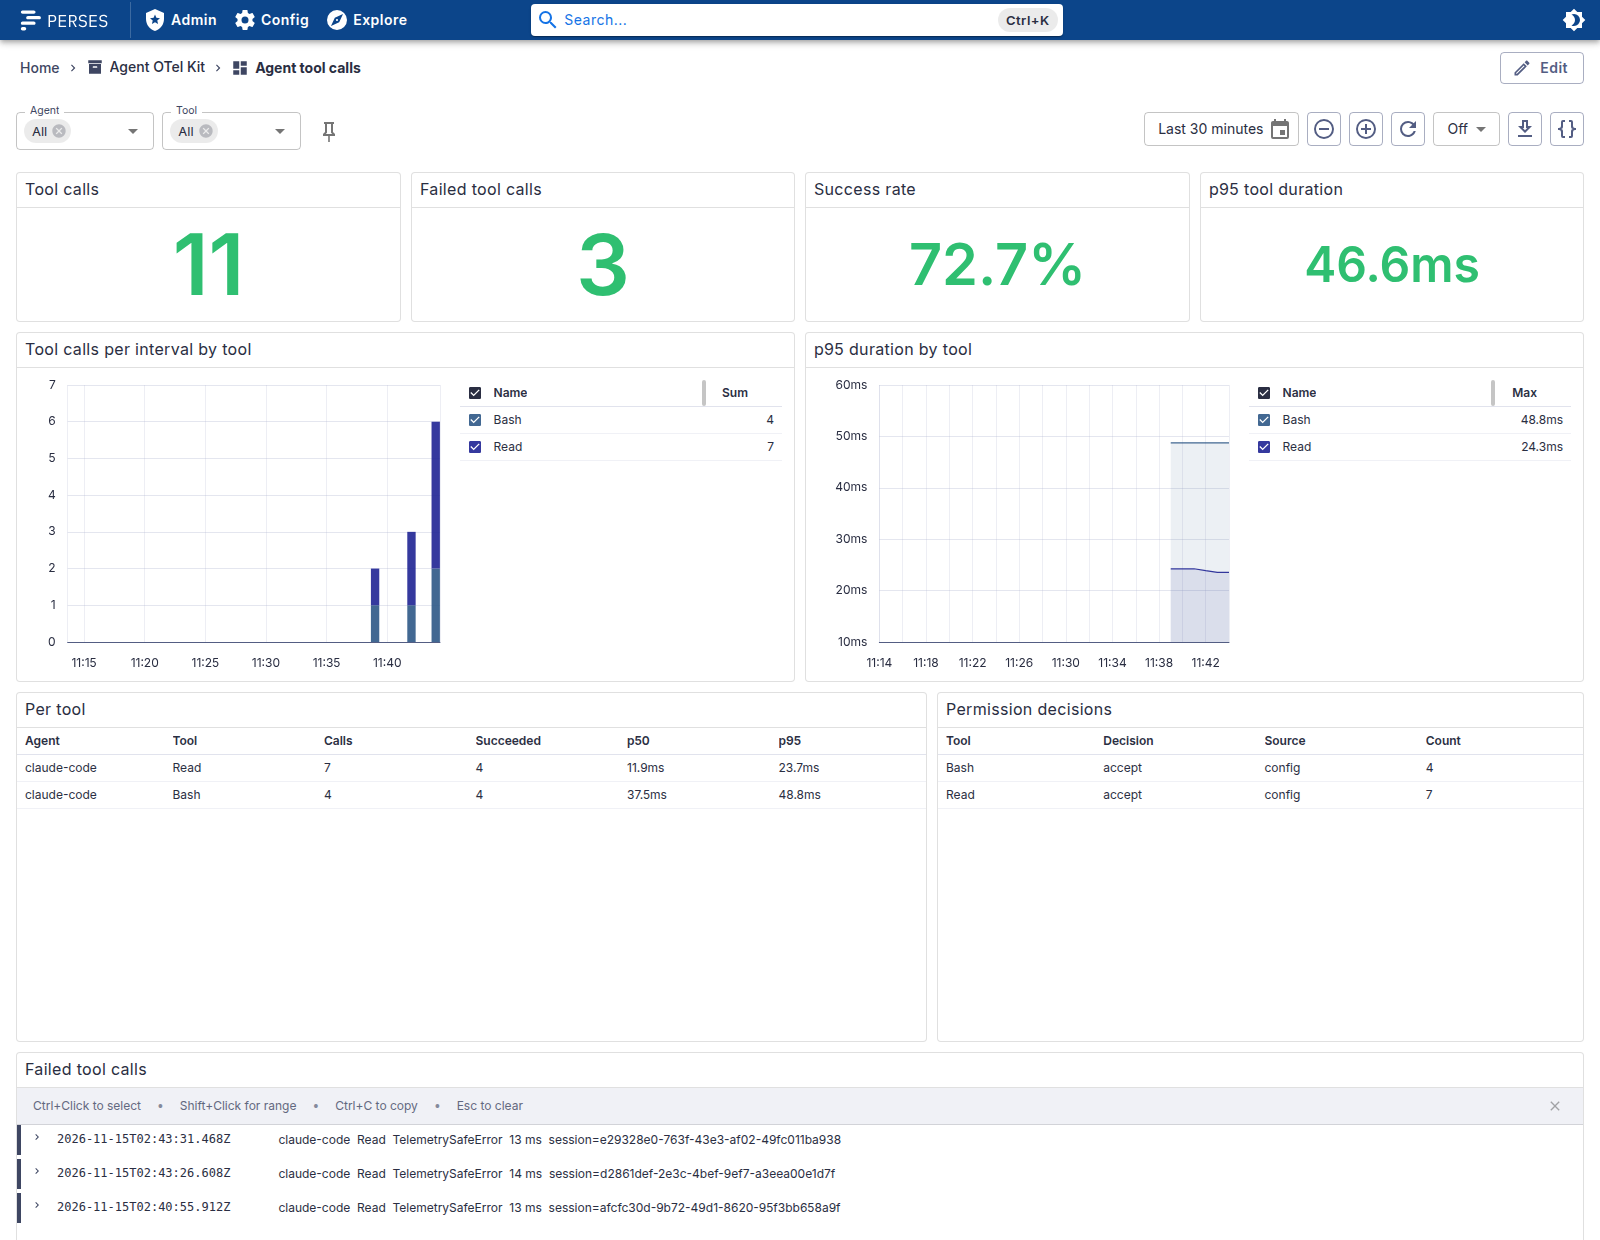 PERSES Admin Config Explore Search... Ctrl+K
Home › Agent OTel Kit › Agent tool calls Edit
Agent Tool
All All Last 30 minutes Off
Tool calls Failed tool calls Success rate p95 tool duration
11 3 72.7% 46.6ms
Tool calls per interval by tool
7
6
5
4
3
2
1
0
11:15 11:20 11:25 11:30 11:35 11:40
Name Sum
Bash 4
Read 7
p95 duration by tool
60ms
50ms
40ms
30ms
20ms
10ms
11:14 11:18 11:22 11:26 11:30 11:34 11:38 11:42
Name Max
Bash 48.8ms
Read 24.3ms
Per tool
Agent Tool Calls Succeeded p50 p95
claude-code Read 7 4 11.9ms 23.7ms
claude-code Bash 4 4 37.5ms 48.8ms
Permission decisions
Tool Decision Source Count
Bash accept config 4
Read accept config 7
Failed tool calls
Ctrl+Click to select • Shift+Click for range • Ctrl+C to copy • Esc to clear
2026-11-15T02:43:31.468Z claude-code Read TelemetrySafeError 13 ms session=e29328e0-763f-43e3-af02-49fc011ba938
2026-11-15T02:43:26.608Z claude-code Read TelemetrySafeError 14 ms session=d2861def-2e3c-4bef-9ef7-a3eea00e1d7f
2026-11-15T02:40:55.912Z claude-code Read TelemetrySafeError 13 ms session=afcfc30d-9b72-49d1-8620-95f3bb658a9f